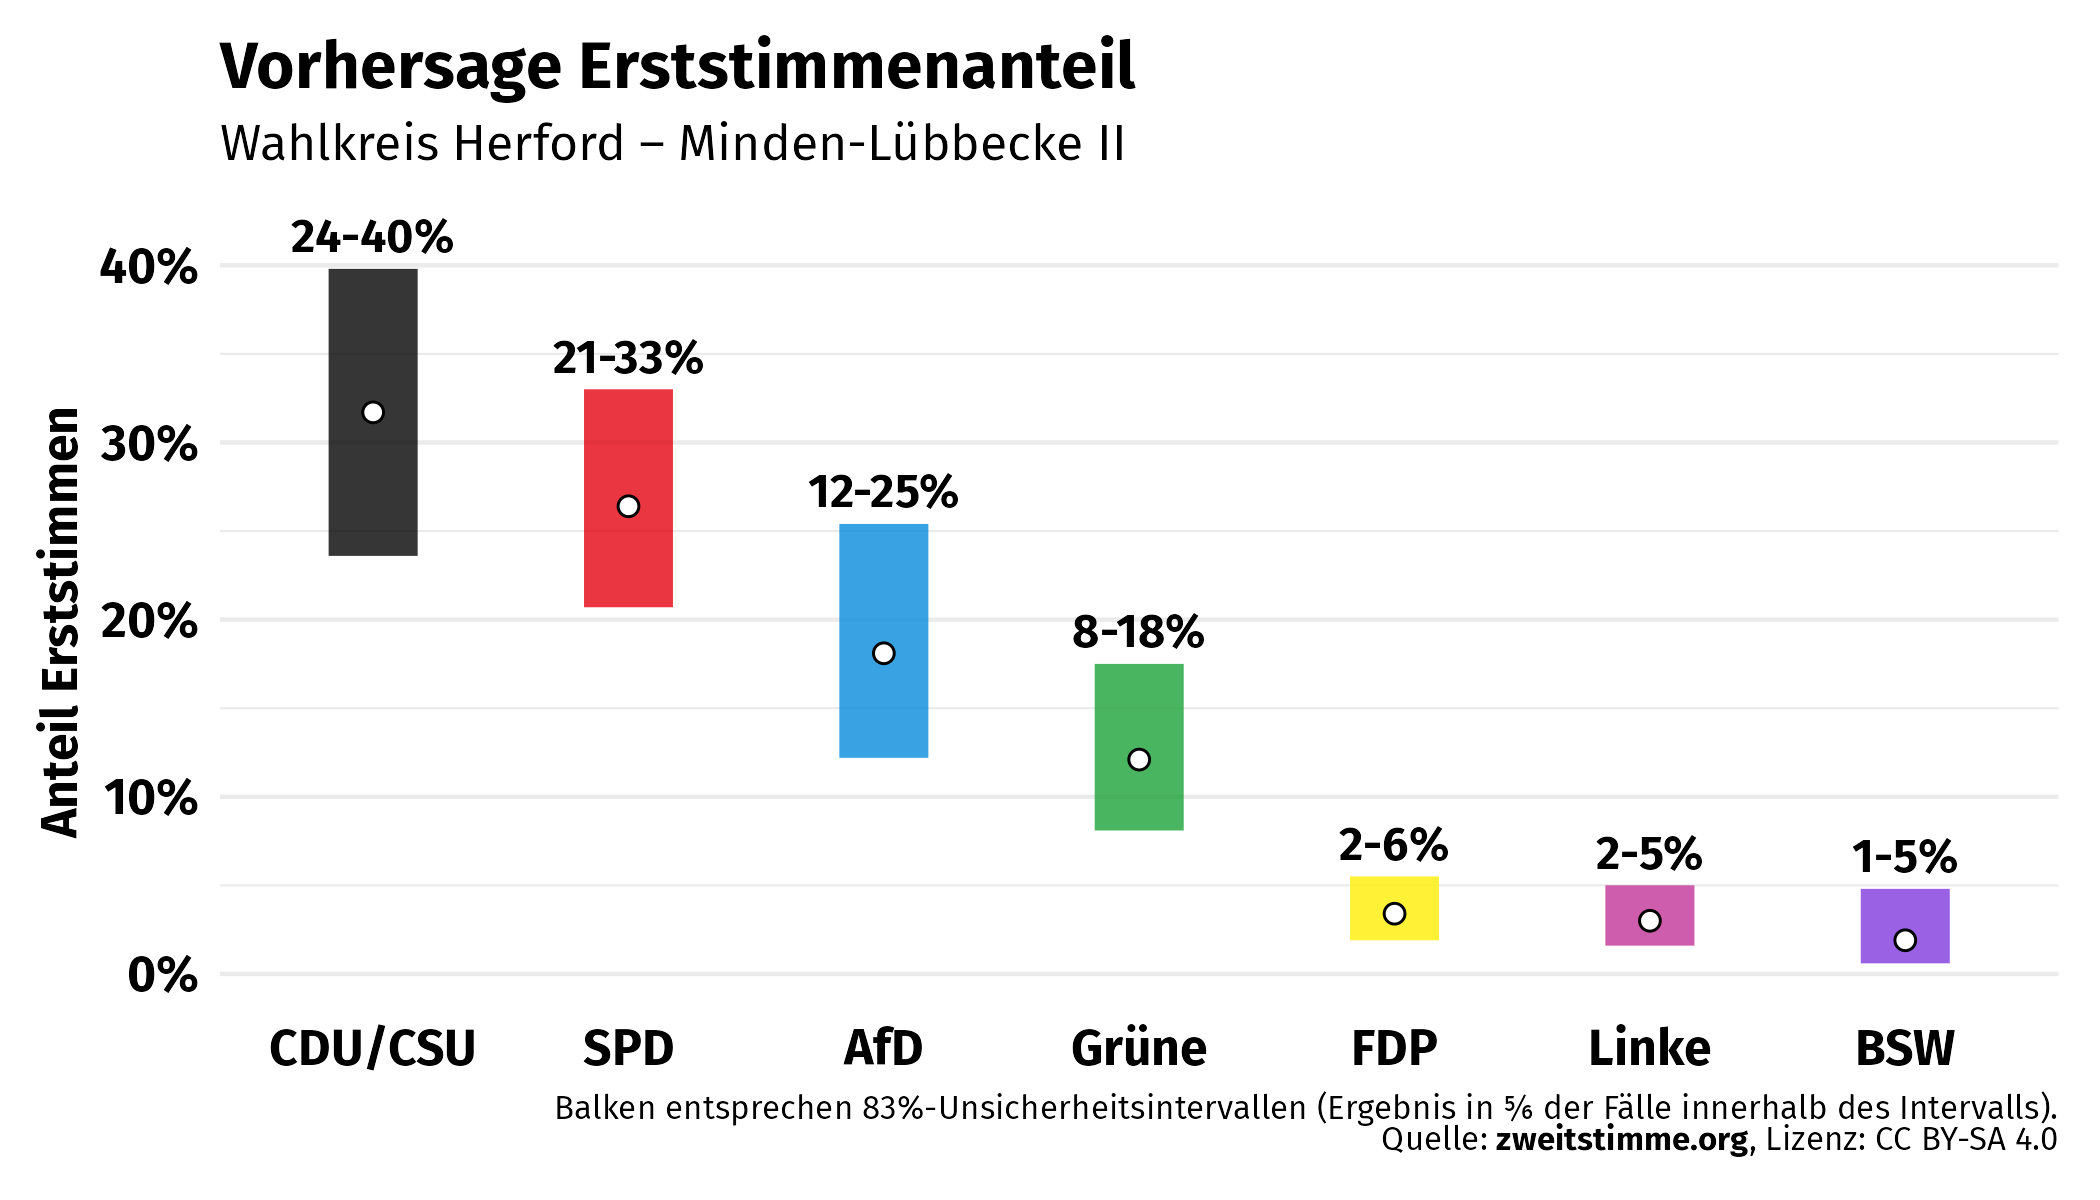 Vorhersage Erststimmenanteil
Wahlkreis Herford – Minden-Lübbecke II
Anteil Erststimmen
40%
30%
20%
10%
0%
24-40%
21-33%
12-25%
8-18%
2-6%
2-5%
1-5%
CDU/CSU SPD AfD Grüne FDP Linke BSW
Balken entsprechen 83%-Unsicherheitsintervallen (Ergebnis in ⅚ der Fälle innerhalb des Intervalls).
Quelle: zweitstimme.org, Lizenz: CC BY-SA 4.0